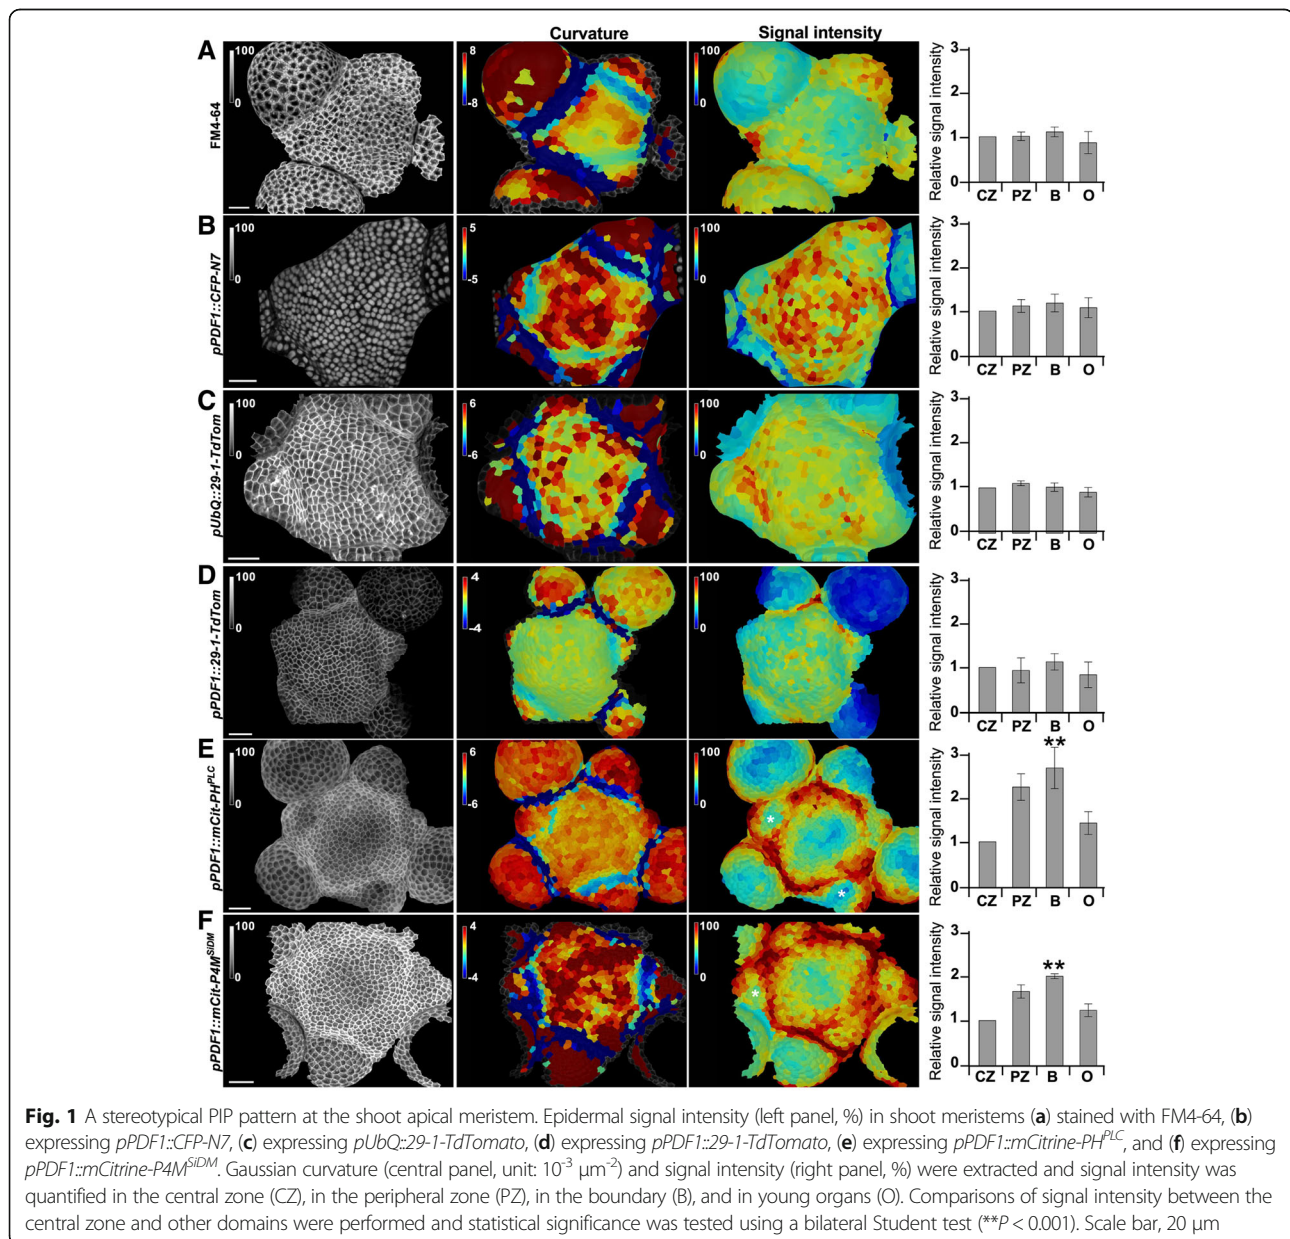 Curvature
Signal intensity
A
FM4-64
100
0
8
-8
100
0
Relative signal intensity
3
2
1
0
CZ PZ B O
B
pPDF1::CFP-N7
100
0
5
-5
100
0
Relative signal intensity
3
2
1
0
CZ PZ B O
C
pUbQ::29-1-TdTom
100
0
6
-6
100
0
Relative signal intensity
3
2
1
0
CZ PZ B O
D
pPDF1::29-1-TdTom
100
0
4
-4
100
0
Relative signal intensity
3
2
1
0
CZ PZ B O
E
pPDF1::mCit-PH^PLC
100
0
6
-6
100
0
*
*
Relative signal intensity
3
2
1
0
**
CZ PZ B O
F
pPDF1::mCit-P4M^SiDM
100
0
4
-4
100
0
*
Relative signal intensity
3
2
1
0
**
CZ PZ B O
Fig. 1 A stereotypical PIP pattern at the shoot apical meristem. Epidermal signal intensity (left panel, %) in shoot meristems (a) stained with FM4-64, (b)
expressing pPDF1::CFP-N7, (c) expressing pUbQ::29-1-TdTomato, (d) expressing pPDF1::29-1-TdTomato, (e) expressing pPDF1::mCitrine-PH^PLC, and (f) expressing
pPDF1::mCitrine-P4M^SiDM. Gaussian curvature (central panel, unit: 10⁻³ μm⁻²) and signal intensity (right panel, %) were extracted and signal intensity was
quantified in the central zone (CZ), in the peripheral zone (PZ), in the boundary (B), and in young organs (O). Comparisons of signal intensity between the
central zone and other domains were performed and statistical significance was tested using a bilateral Student test (**P < 0.001). Scale bar, 20 μm